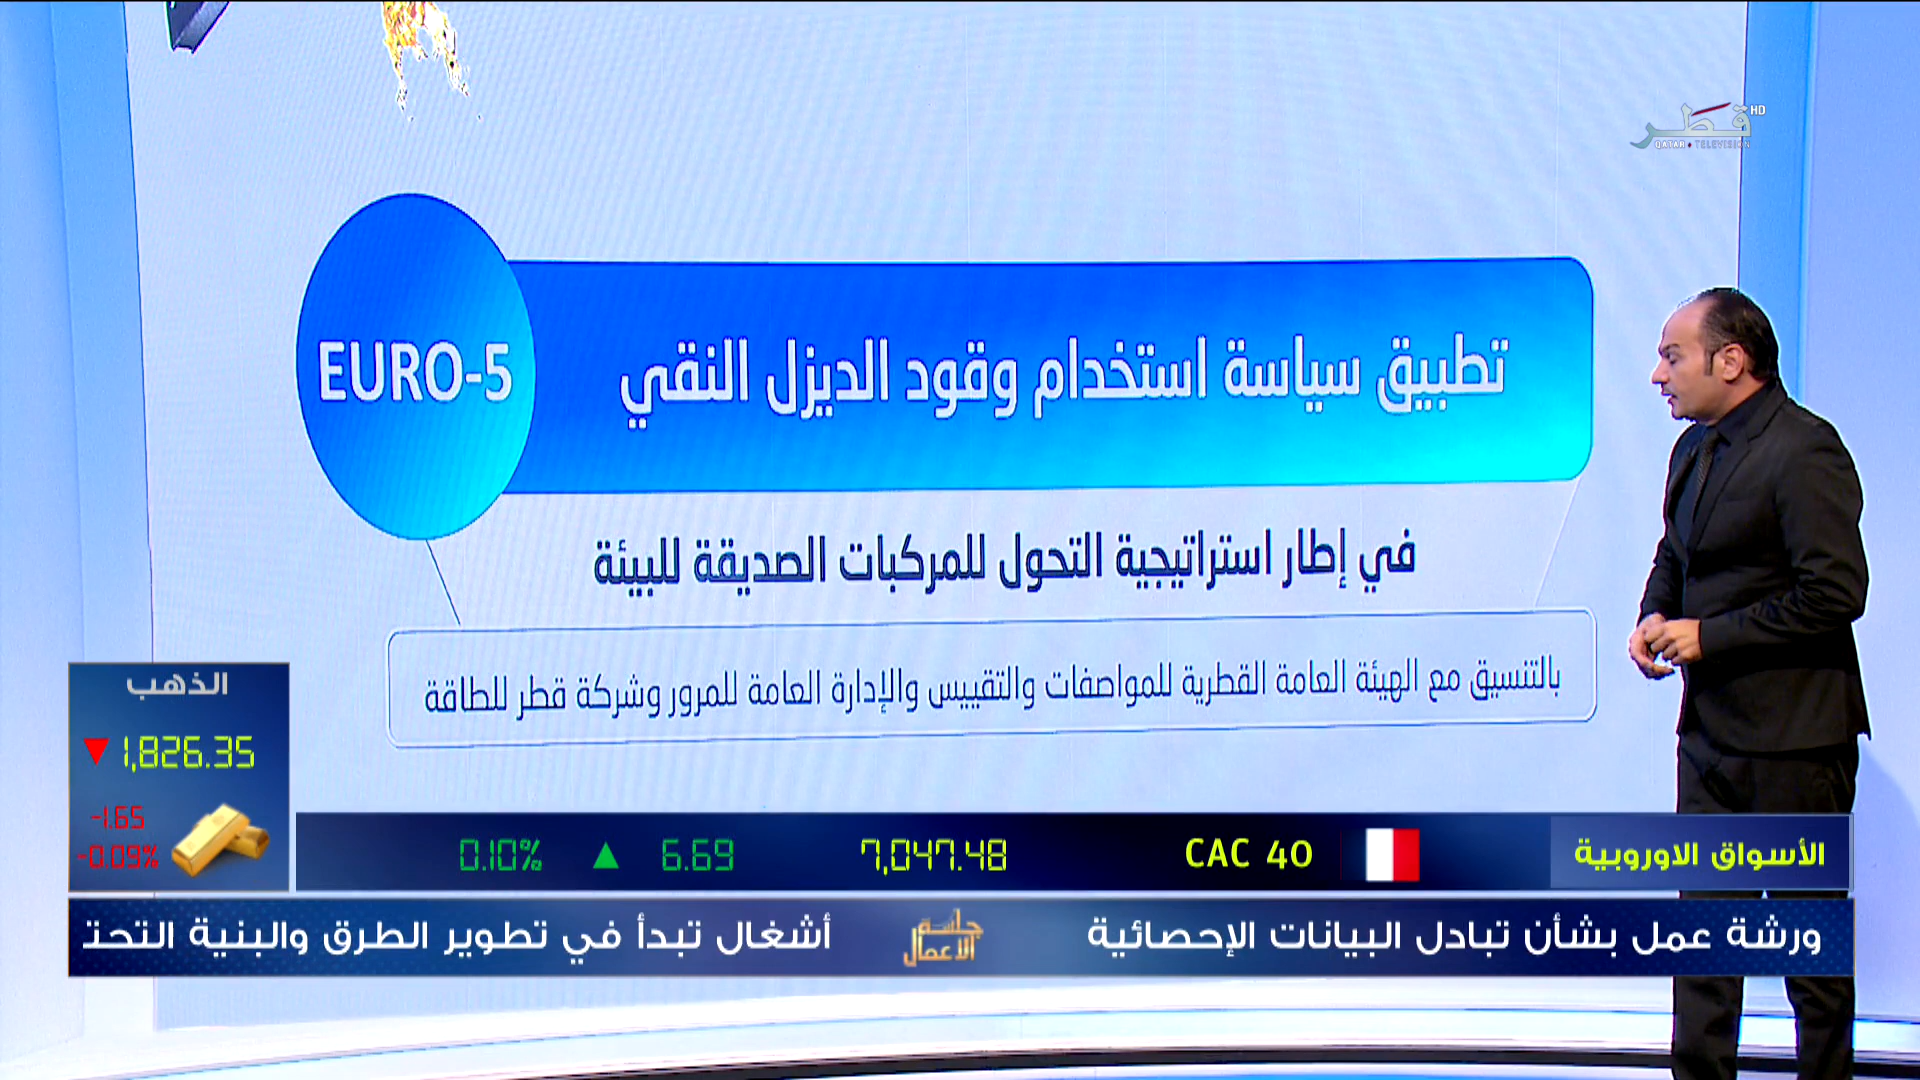 قطر HD
QATAR TELEVISION
تطبيق سياسة استخدام وقود الديزل النقي
EURO-5
في إطار استراتيجية التحول للمركبات الصديقة للبيئة
بالتنسيق مع الهيئة العامة القطرية للمواصفات والتقييس والإدارة العامة للمرور وشركة قطر للطاقة
الذهب
1,826.35
-1.65
-0.09%
الأسواق الاوروبية CAC 40 7,047.48 6.69 0.10%
ورشة عمل بشأن تبادل البيانات الإحصائية جلسة الأعمال أشغال تبدأ في تطوير الطرق والبنية التحتـ